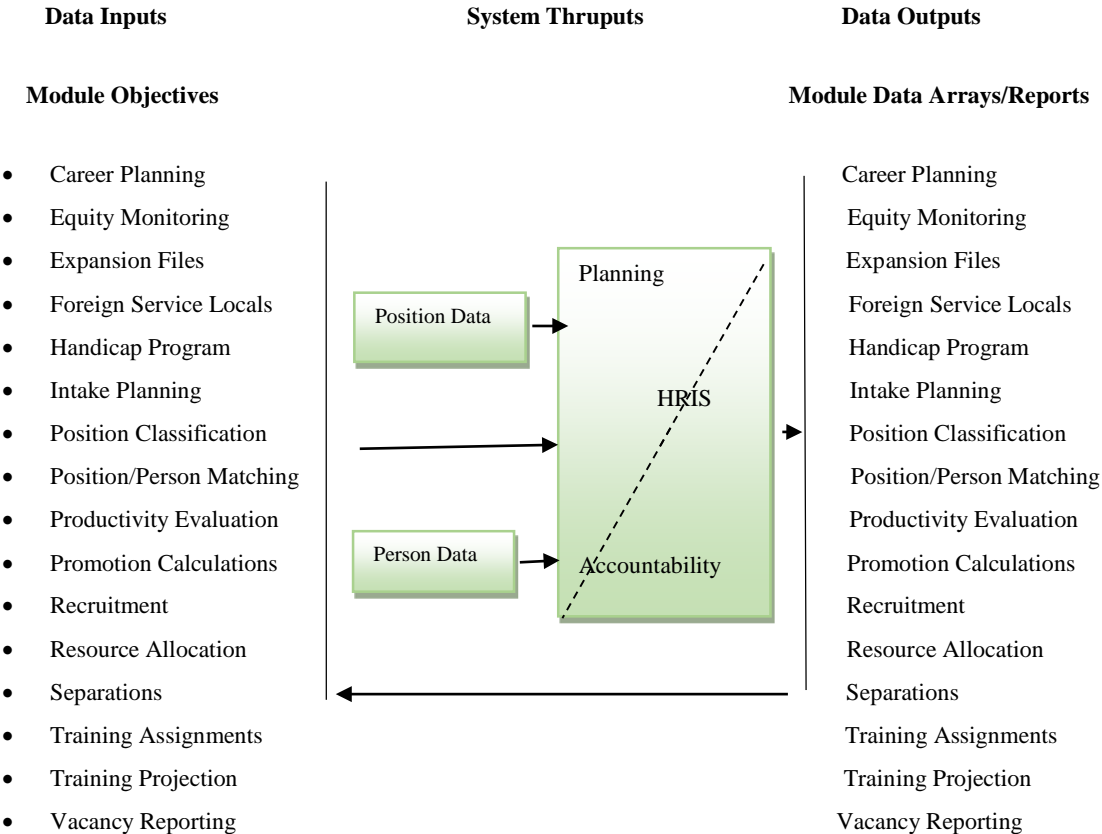 Data Inputs
System Thruputs
Data Outputs
Module Objectives
Module Data Arrays/Reports
• Career Planning
• Equity Monitoring
• Expansion Files
• Foreign Service Locals
• Handicap Program
• Intake Planning
• Position Classification
• Position/Person Matching
• Productivity Evaluation
• Promotion Calculations
• Recruitment
• Resource Allocation
• Separations
• Training Assignments
• Training Projection
• Vacancy Reporting
Position Data
Person Data
Planning
HRIS
Accountability
Career Planning
Equity Monitoring
Expansion Files
Foreign Service Locals
Handicap Program
Intake Planning
Position Classification
Position/Person Matching
Productivity Evaluation
Promotion Calculations
Recruitment
Resource Allocation
Separations
Training Assignments
Training Projection
Vacancy Reporting